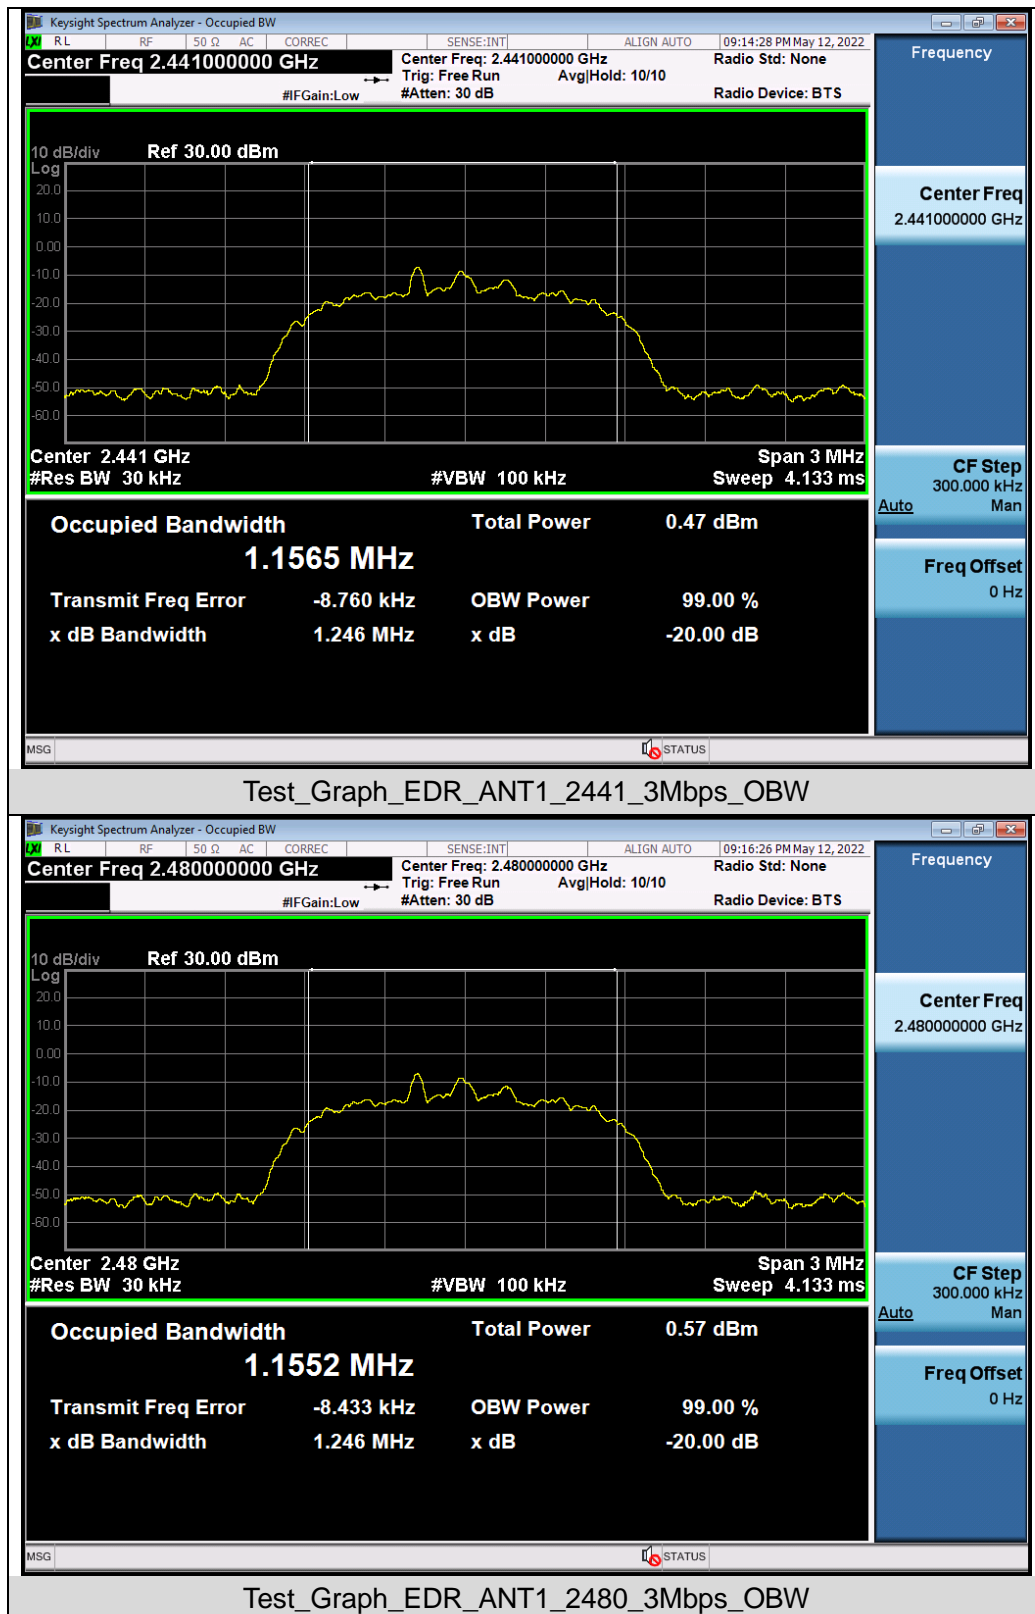 Keysight Spectrum Analyzer - Occupied BW
LXI RL RF 50 Ω AC CORREC SENSE:INT ALIGN AUTO 09:14:28 PM May 12, 2022
Center Freq 2.441000000 GHz Center Freq: 2.441000000 GHz Radio Std: None Frequency
Trig: Free Run Avg|Hold: 10/10
#IFGain:Low #Atten: 30 dB Radio Device: BTS
10 dB/div Ref 30.00 dBm
Log
20.0
10.0
0.00
-10.0
-20.0
-30.0
-40.0
-50.0
-60.0
Center Freq
2.441000000 GHz
Center 2.441 GHz Span 3 MHz
#Res BW 30 kHz #VBW 100 kHz Sweep 4.133 ms
CF Step
300.000 kHz
Auto Man
Occupied Bandwidth Total Power 0.47 dBm
1.1565 MHz
Transmit Freq Error -8.760 kHz OBW Power 99.00 %
x dB Bandwidth 1.246 MHz x dB -20.00 dB
Freq Offset
0 Hz
MSG STATUS
Test_Graph_EDR_ANT1_2441_3Mbps_OBW
Keysight Spectrum Analyzer - Occupied BW
LXI RL RF 50 Ω AC CORREC SENSE:INT ALIGN AUTO 09:16:26 PM May 12, 2022
Center Freq 2.480000000 GHz Center Freq: 2.480000000 GHz Radio Std: None Frequency
Trig: Free Run Avg|Hold: 10/10
#IFGain:Low #Atten: 30 dB Radio Device: BTS
10 dB/div Ref 30.00 dBm
Log
20.0
10.0
0.00
-10.0
-20.0
-30.0
-40.0
-50.0
-60.0
Center Freq
2.480000000 GHz
Center 2.48 GHz Span 3 MHz
#Res BW 30 kHz #VBW 100 kHz Sweep 4.133 ms
CF Step
300.000 kHz
Auto Man
Occupied Bandwidth Total Power 0.57 dBm
1.1552 MHz
Transmit Freq Error -8.433 kHz OBW Power 99.00 %
x dB Bandwidth 1.246 MHz x dB -20.00 dB
Freq Offset
0 Hz
MSG STATUS
Test_Graph_EDR_ANT1_2480_3Mbps_OBW